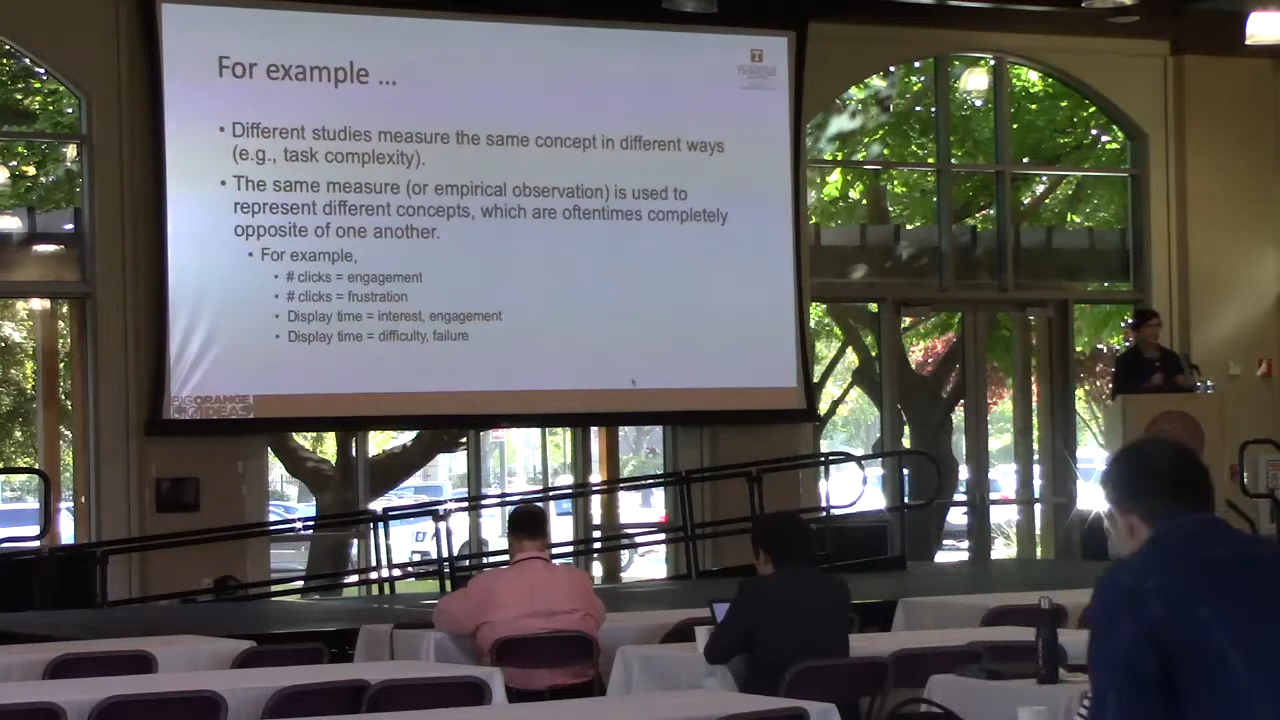 For example ...
• Different studies measure the same concept in different ways
(e.g., task complexity).
• The same measure (or empirical observation) is used to
represent different concepts, which are oftentimes completely
opposite of one another.
• For example,
• # clicks = engagement
• # clicks = frustration
• Display time = interest, engagement
• Display time = difficulty, failure
T
BIG ORANGE
BIG IDEAS